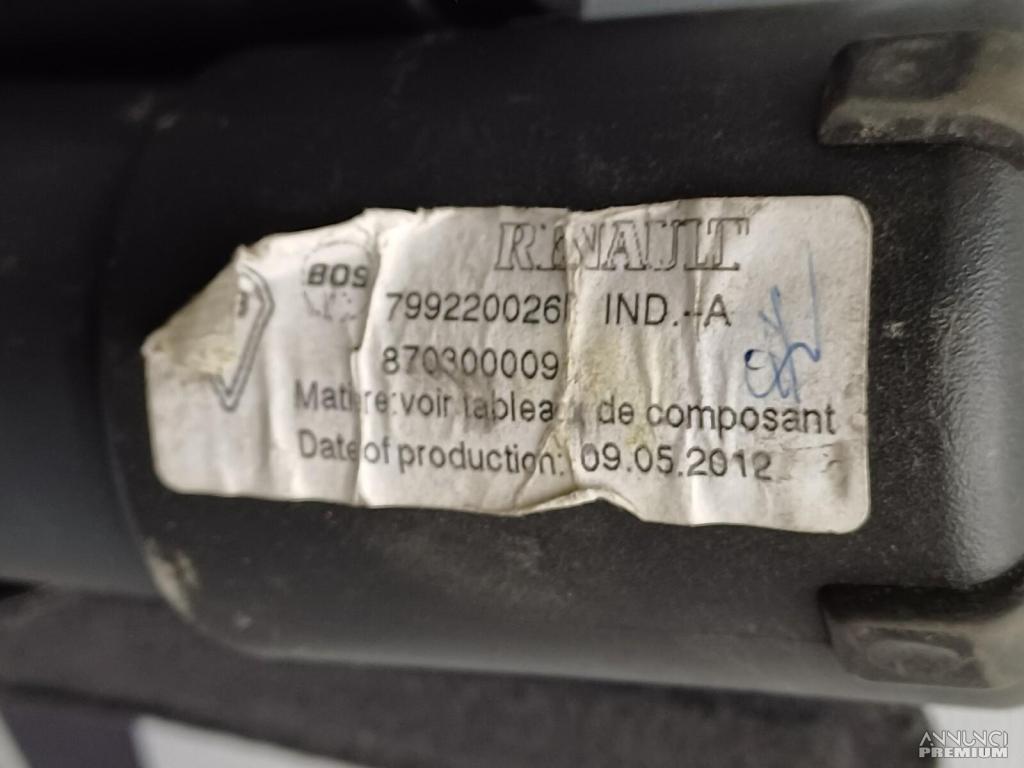 RENAULT
BOS
799220026 IND.-A
870300009
Matiere: voir tableau de composant
Date of production: 09.05.2012
ANNUNCI
PREMIUM